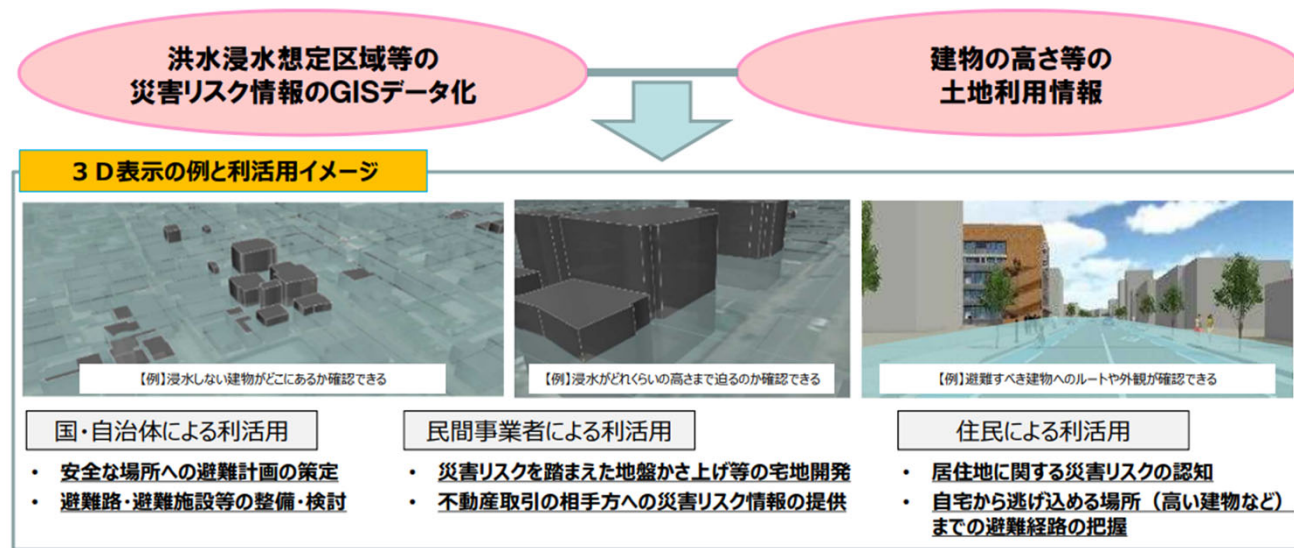 洪水浸水想定区域等の
災害リスク情報のGISデータ化
建物の高さ等の
土地利用情報
３Ｄ表示の例と利活用イメージ
【例】浸水しない建物がどこにあるか確認できる
【例】浸水がどれくらいの高さまで迫るのか確認できる
【例】避難すべき建物へのルートや外観が確認できる
国・自治体による利活用
・ 安全な場所への避難計画の策定
・ 避難路・避難施設等の整備・検討
民間事業者による利活用
・ 災害リスクを踏まえた地盤かさ上げ等の宅地開発
・ 不動産取引の相手方への災害リスク情報の提供
住民による利活用
・ 居住地に関する災害リスクの認知
・ 自宅から逃げ込める場所（高い建物など）
までの避難経路の把握